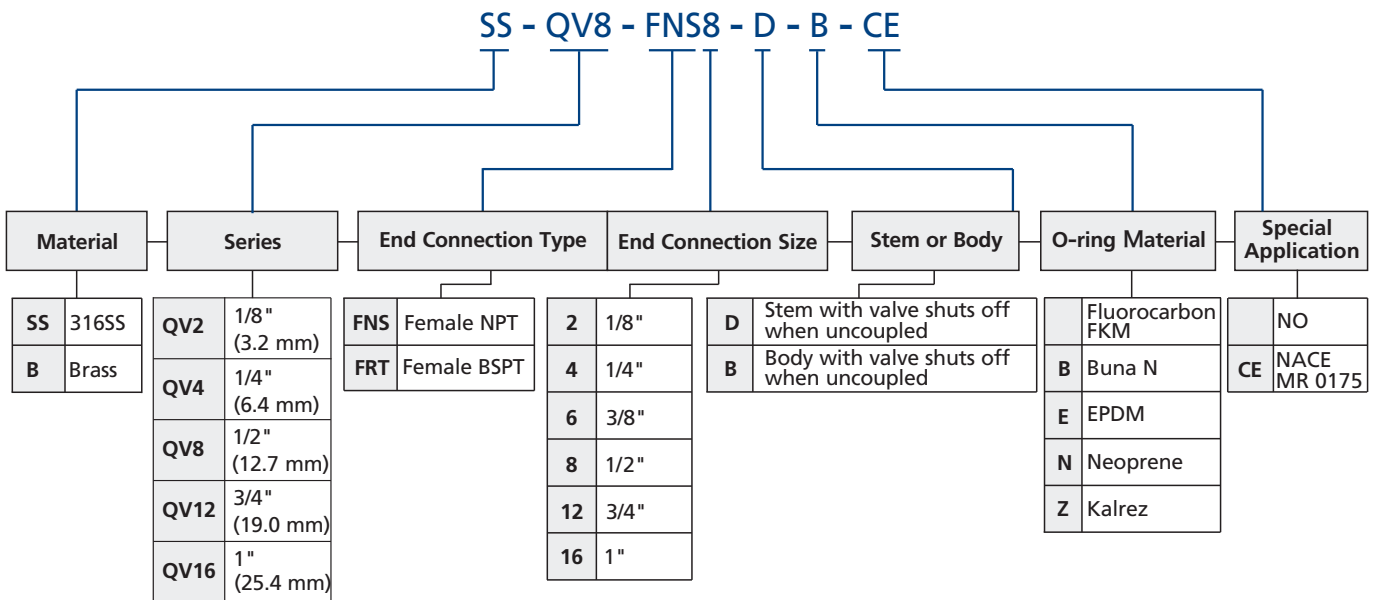 SS - QV8 - FNS8 - D - B - CE
Material
Series
End Connection Type
End Connection Size
Stem or Body
O-ring Material
Special
Application
SS 316SS
B Brass
QV2 1/8"
(3.2 mm)
QV4 1/4"
(6.4 mm)
QV8 1/2"
(12.7 mm)
QV12 3/4"
(19.0 mm)
QV16 1"
(25.4 mm)
FNS Female NPT
FRT Female BSPT
2 1/8"
4 1/4"
6 3/8"
8 1/2"
12 3/4"
16 1"
D Stem with valve shuts off
when uncoupled
B Body with valve shuts off
when uncoupled
Fluorocarbon
FKM
B Buna N
E EPDM
N Neoprene
Z Kalrez
NO
CE NACE
MR 0175